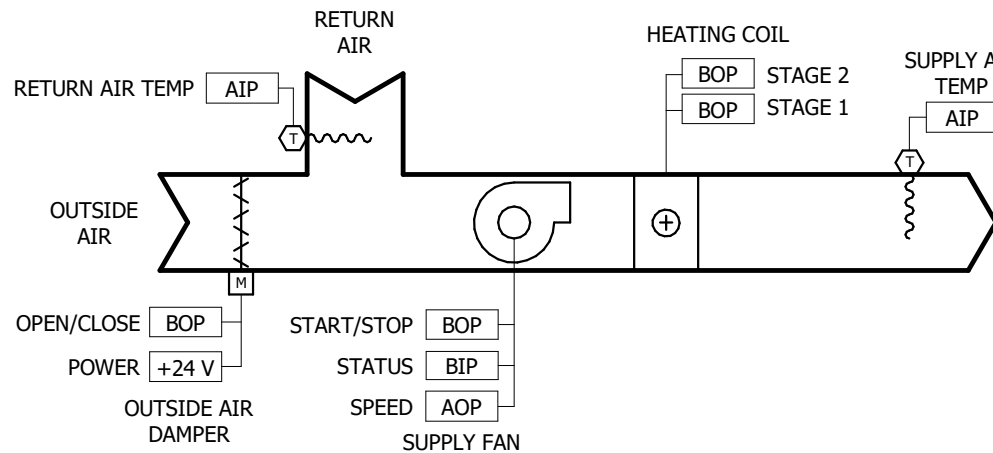 RETURN
AIR
HEATING COIL
BOP STAGE 2
BOP STAGE 1
SUPPLY
TEMP
AIP
RETURN AIR TEMP AIP
T
T
OUTSIDE
AIR
M
OPEN/CLOSE BOP
POWER +24 V
OUTSIDE AIR
DAMPER
START/STOP BOP
STATUS BIP
SPEED AOP
SUPPLY FAN